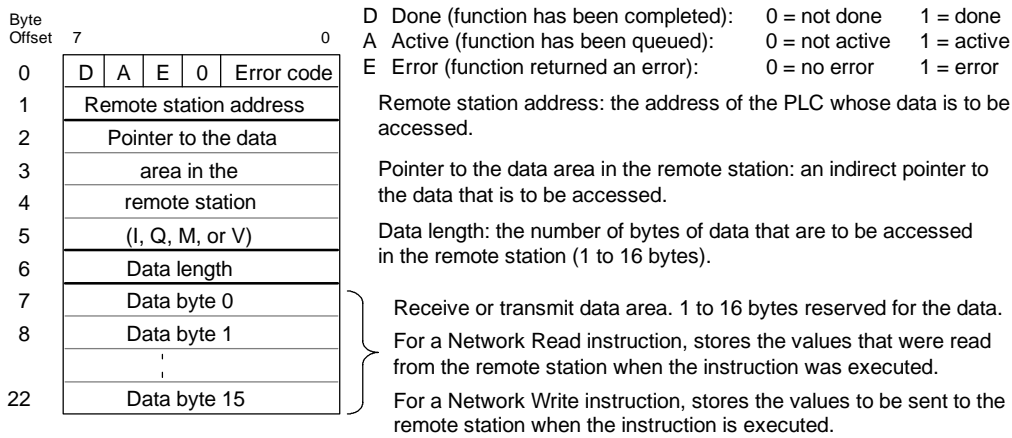 Byte
Offset 7 0
0 D A E 0 Error code
1 Remote station address
2 Pointer to the data
3 area in the
4 remote station
5 (I, Q, M, or V)
6 Data length
7 Data byte 0
8 Data byte 1
22 Data byte 15
D Done (function has been completed): 0 = not done 1 = done
A Active (function has been queued): 0 = not active 1 = active
E Error (function returned an error): 0 = no error 1 = error
Remote station address: the address of the PLC whose data is to be
accessed.
Pointer to the data area in the remote station: an indirect pointer to
the data that is to be accessed.
Data length: the number of bytes of data that are to be accessed
in the remote station (1 to 16 bytes).
Receive or transmit data area. 1 to 16 bytes reserved for the data.
For a Network Read instruction, stores the values that were read
from the remote station when the instruction was executed.
For a Network Write instruction, stores the values to be sent to the
remote station when the instruction is executed.